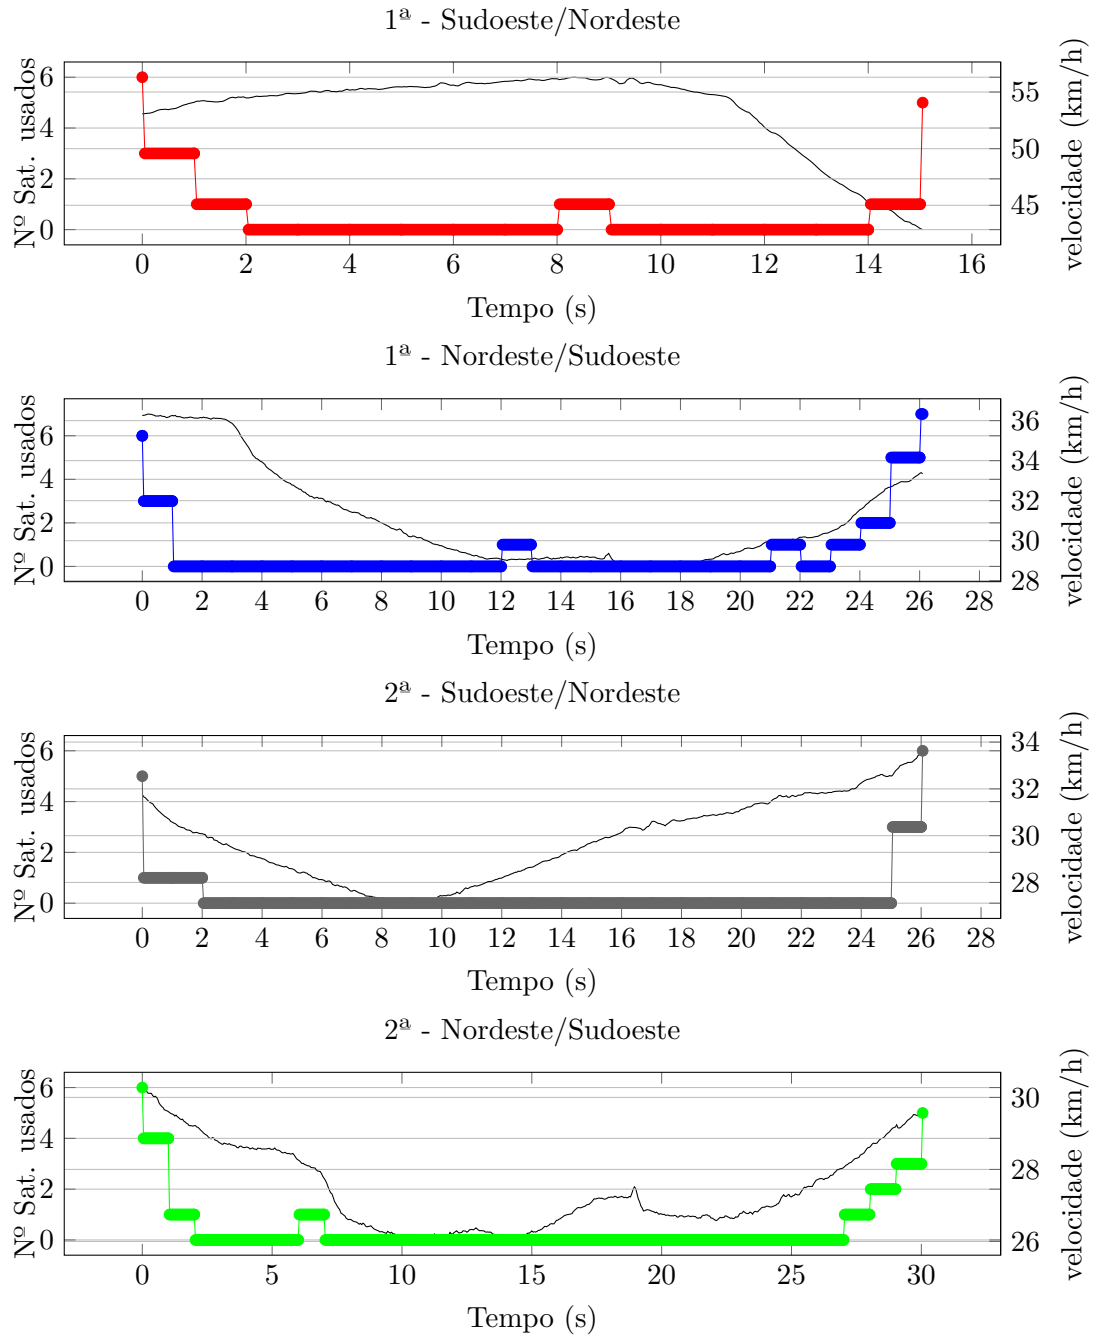 1ª - Sudoeste/Nordeste
Nº Sat. usados
6
4
2
0
55
50
45
velocidade (km/h)
0 2 4 6 8 10 12 14 16
Tempo (s)
1ª - Nordeste/Sudoeste
Nº Sat. usados
6
4
2
0
36
34
32
30
28
velocidade (km/h)
0 2 4 6 8 10 12 14 16 18 20 22 24 26 28
Tempo (s)
2ª - Sudoeste/Nordeste
Nº Sat. usados
6
4
2
0
34
32
30
28
velocidade (km/h)
0 2 4 6 8 10 12 14 16 18 20 22 24 26 28
Tempo (s)
2ª - Nordeste/Sudoeste
Nº Sat. usados
6
4
2
0
30
28
26
velocidade (km/h)
0 5 10 15 20 25 30
Tempo (s)